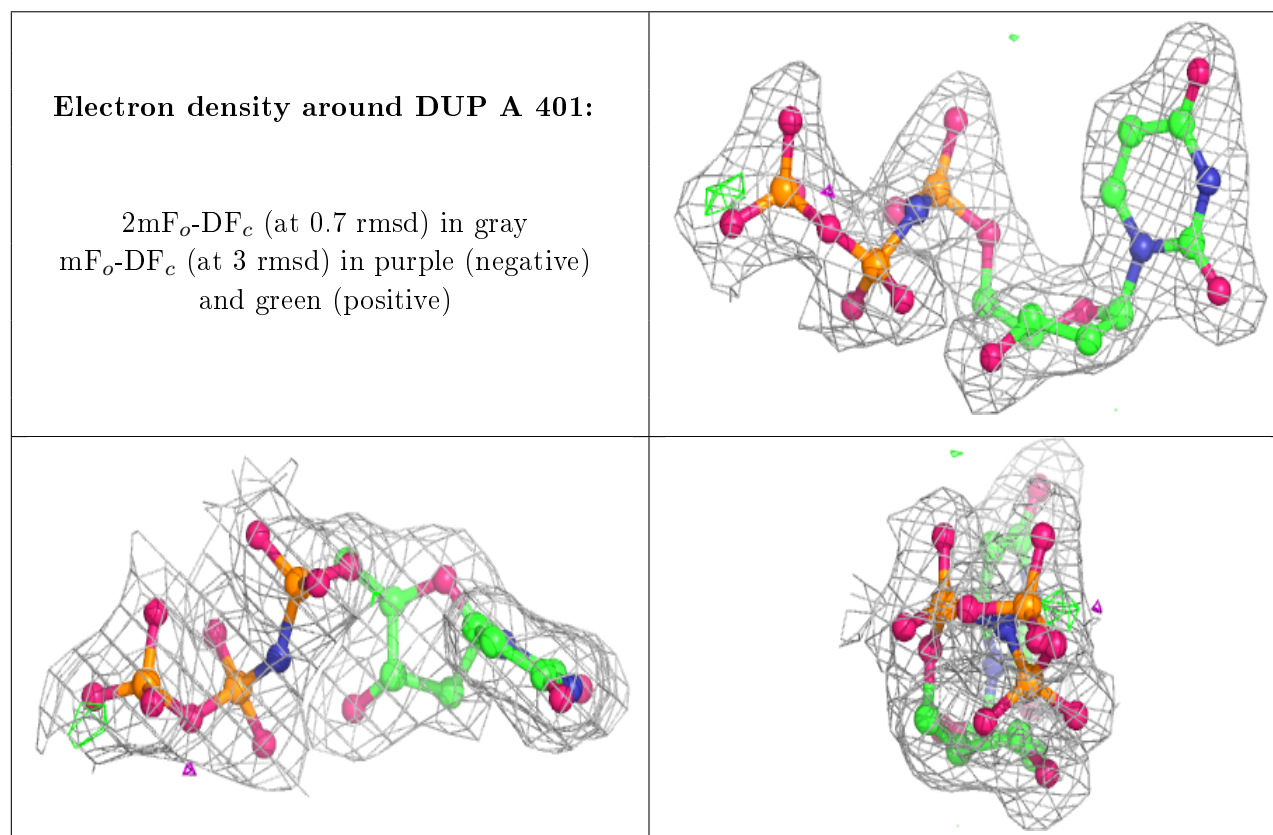 Electron density around DUP A 401:
2mFₒ-DF𝒸 (at 0.7 rmsd) in gray
mFₒ-DF𝒸 (at 3 rmsd) in purple (negative)
and green (positive)